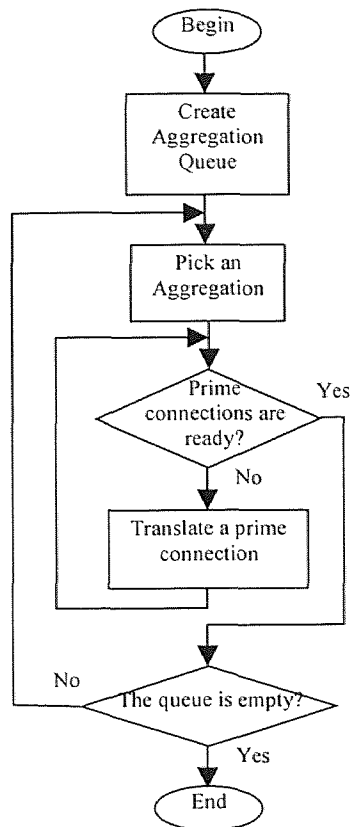 Begin
Create
Aggregation
Queue
Pick an
Aggregation
Prime
connections are
ready?
Yes
No
Translate a prime
connection
No
The queue is empty?
Yes
End